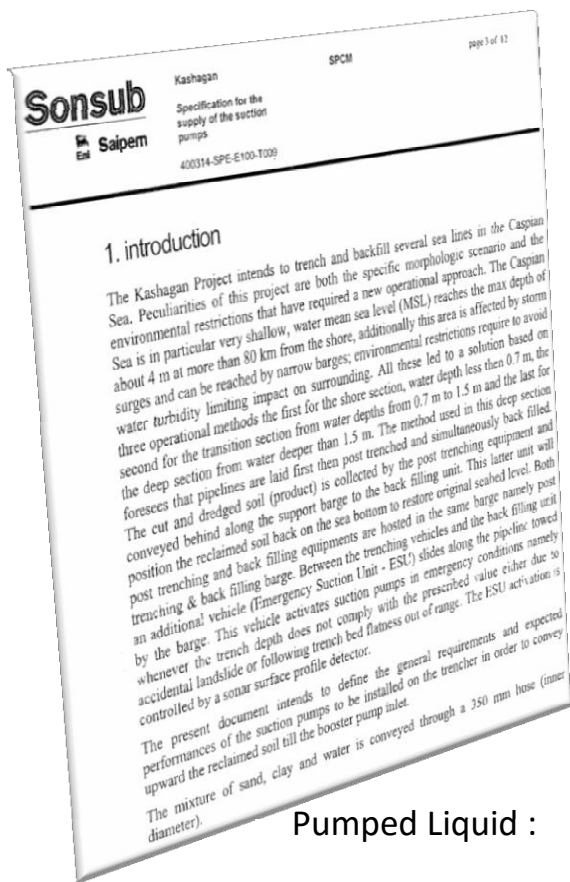 Sonsub
Eni Saipem
Kashagan
Specification for the
supply of the suction
pumps
400314-SPE-E100-T009
SPCM
page 3 of 12
1. introduction
The Kashagan Project intends to trench and backfill several sea lines in the Caspian
Sea. Peculiarities of this project are both the specific morphologic scenario and the
environmental restrictions that have required a new operational approach. The Caspian
Sea is in particular very shallow, water mean sea level (MSL) reaches the max depth of
about 4 m at more than 80 km from the shore, additionally this area is affected by storm
surges and can be reached by narrow barges; environmental restrictions require to avoid
water turbidity limiting impact on surrounding. All these led to a solution based on
three operational methods the first for the shore section, water depth less then 0.7 m, the
second for the transition section from water depths from 0.7 m to 1.5 m and the last for
the deep section from water deeper than 1.5 m. The method used in this deep section
foresees that pipelines are laid first then post trenched and simultaneously back filled.
The cut and dredged soil (product) is collected by the post trenching equipment and
conveyed behind along the support barge to the back filling unit. This latter unit will
position the reclaimed soil back on the sea bottom to restore original seabed level. Both
post trenching and back filling equipments are hosted in the same barge namely post
trenching & back filling barge. Between the trenching vehicles and the back filling unit
an additional vehicle (Emergency Suction Unit - ESU) slides along the pipeline towed
by the barge. This vehicle activates suction pumps in emergency conditions namely
whenever the trench depth does not comply with the prescribed value either due to
accidental landslide or following trench bed flatness out of range. The ESU activation is
controlled by a sonar surface profile detector.
The present document intends to define the general requirements and expected
performances of the suction pumps to be installed on the trencher in order to convey
upward the reclaimed soil till the booster pump inlet.
The mixture of sand, clay and water is conveyed through a 350 mm hose (inner
diameter).
Pumped Liquid :